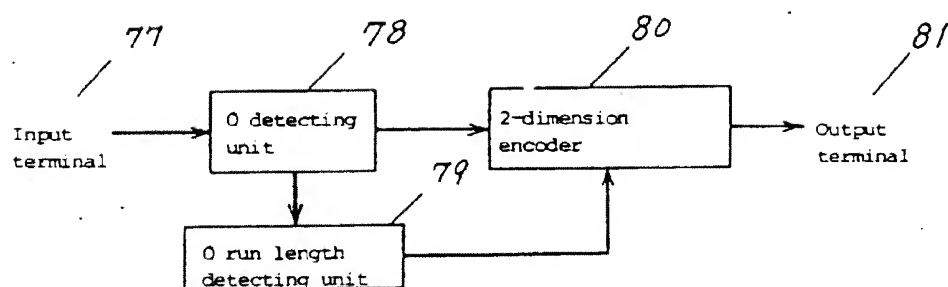 77
78
80
81
Input
terminal
0 detecting
unit
2-dimension
encoder
Output
terminal
79
0 run length
detecting unit